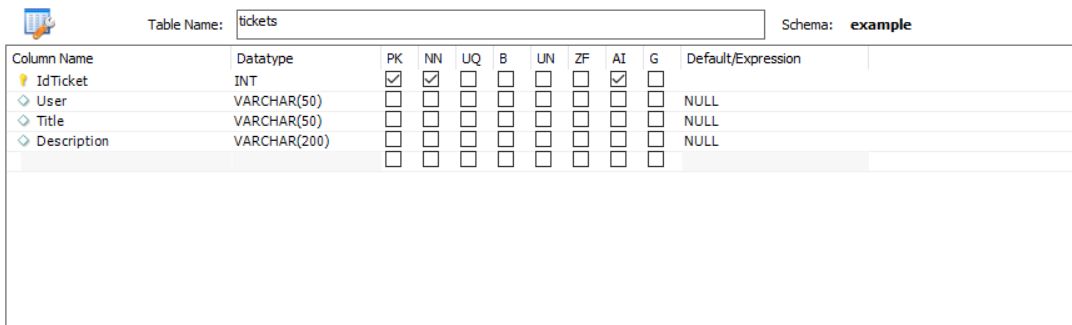 Table Name: tickets Schema: example
Column Name Datatype PK NN UQ B UN ZF AI G Default/Expression
IdTicket INT
User VARCHAR(50) NULL
Title VARCHAR(50) NULL
Description VARCHAR(200) NULL